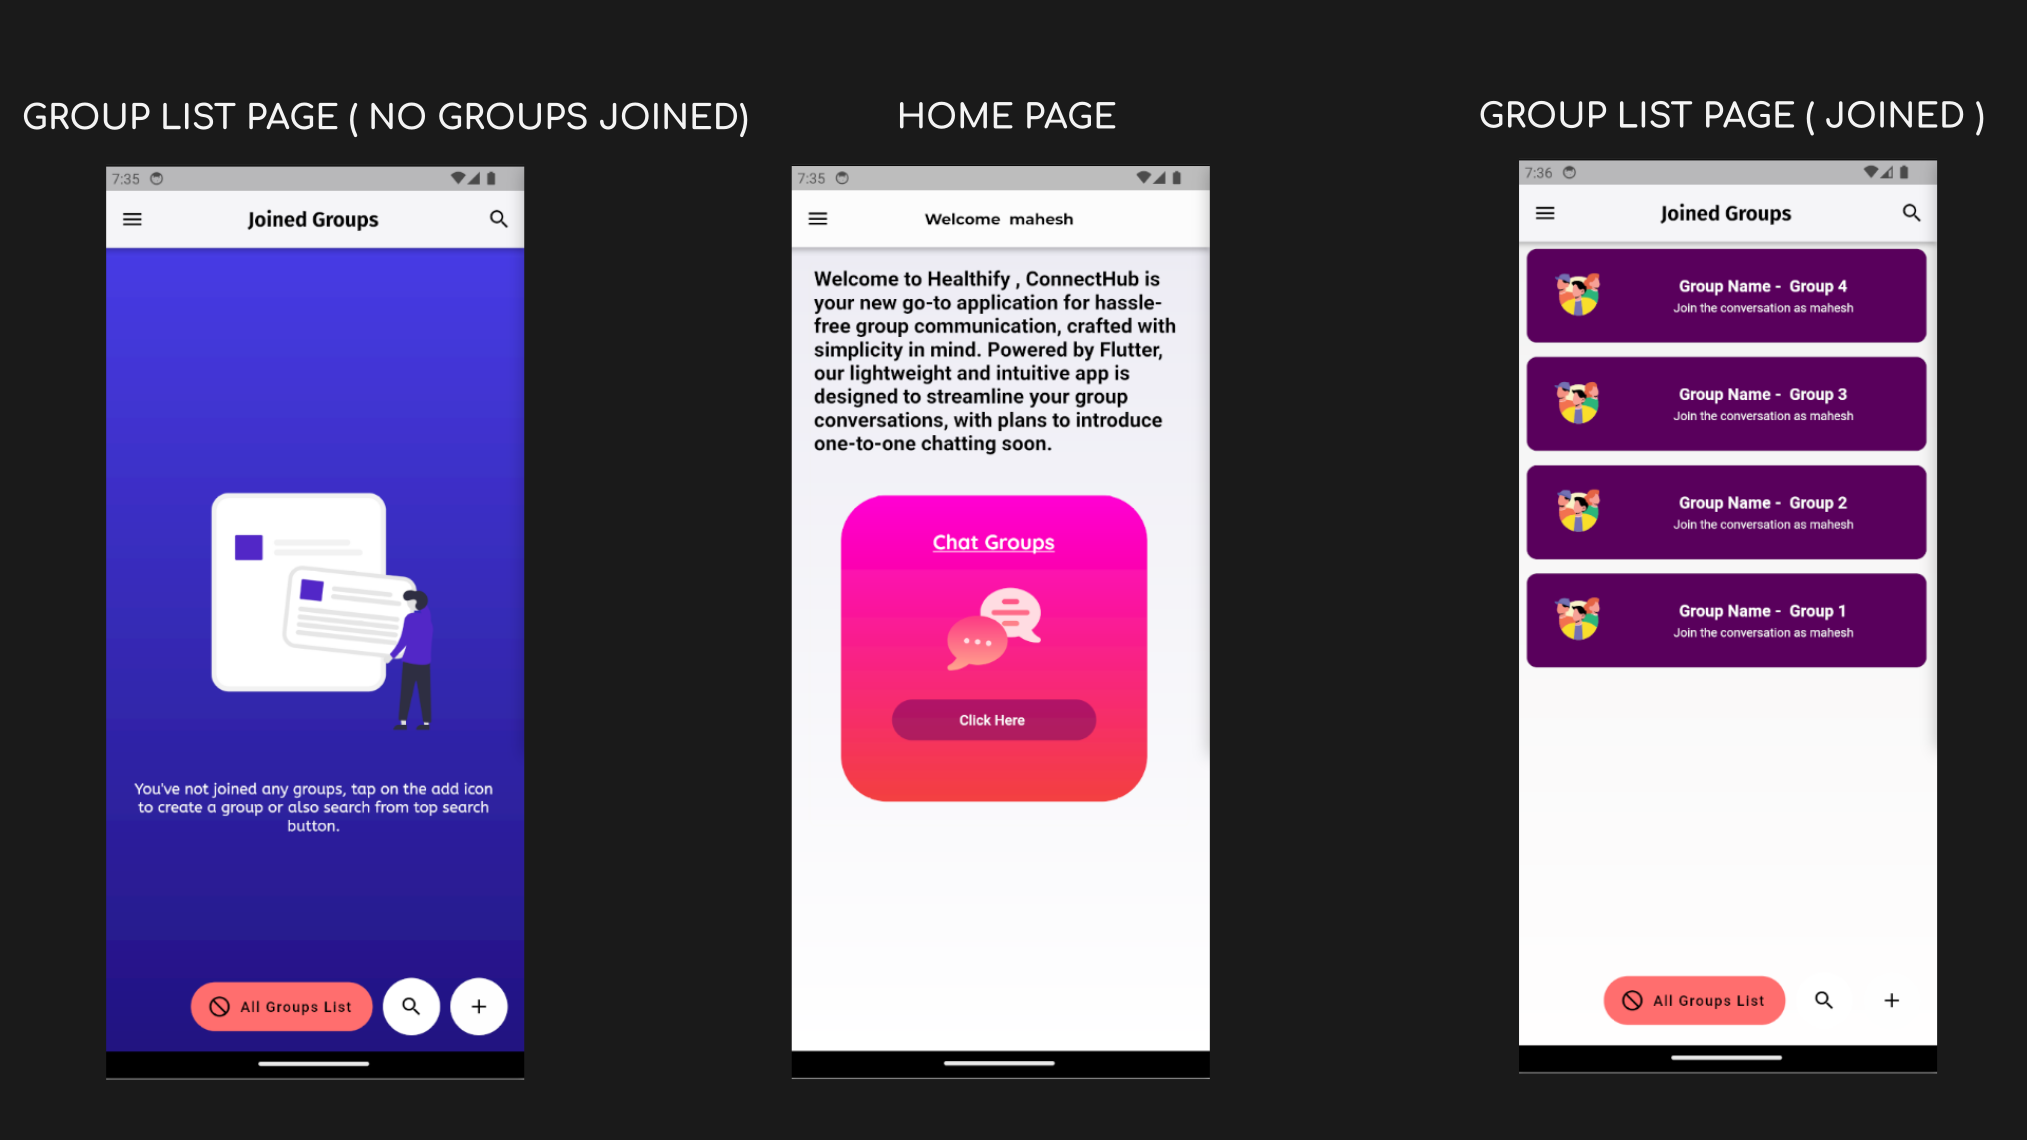 GROUP LIST PAGE ( NO GROUPS JOINED)
7:35
Joined Groups
You've not joined any groups, tap on the add icon
to create a group or also search from top search
button.
All Groups List
HOME PAGE
7:35
Welcome mahesh
Welcome to Healthify , ConnectHub is
your new go-to application for hassle-
free group communication, crafted with
simplicity in mind. Powered by Flutter,
our lightweight and intuitive app is
designed to streamline your group
conversations, with plans to introduce
one-to-one chatting soon.
Chat Groups
Click Here
GROUP LIST PAGE ( JOINED )
7:36
Joined Groups
Group Name - Group 4
Join the conversation as mahesh
Group Name - Group 3
Join the conversation as mahesh
Group Name - Group 2
Join the conversation as mahesh
Group Name - Group 1
Join the conversation as mahesh
All Groups List